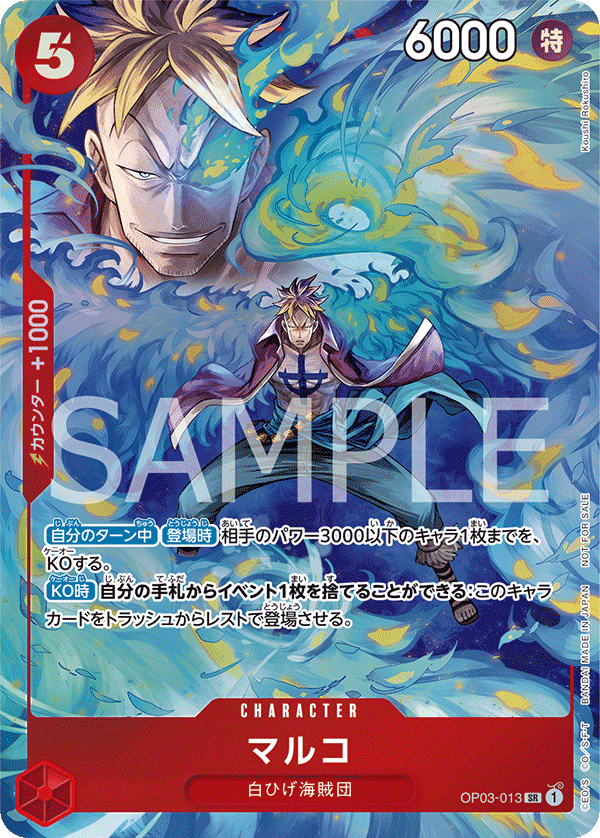 5
6000
特
Koushi Rokushiro
カウンター +1000
SAMPLE
自分のターン中 登場時 相手のパワー3000以下のキャラ1枚までを、
KOする。
KO時 自分の手札からイベント1枚を捨てることができる:このキャラ
カードをトラッシュからレストで登場させる。
©E.O/S. ©O/S・F・T BANDAI MADE IN JAPAN NOT FOR SALE
CHARACTER
マルコ
白ひげ海賊団
OP03-013 SR 1